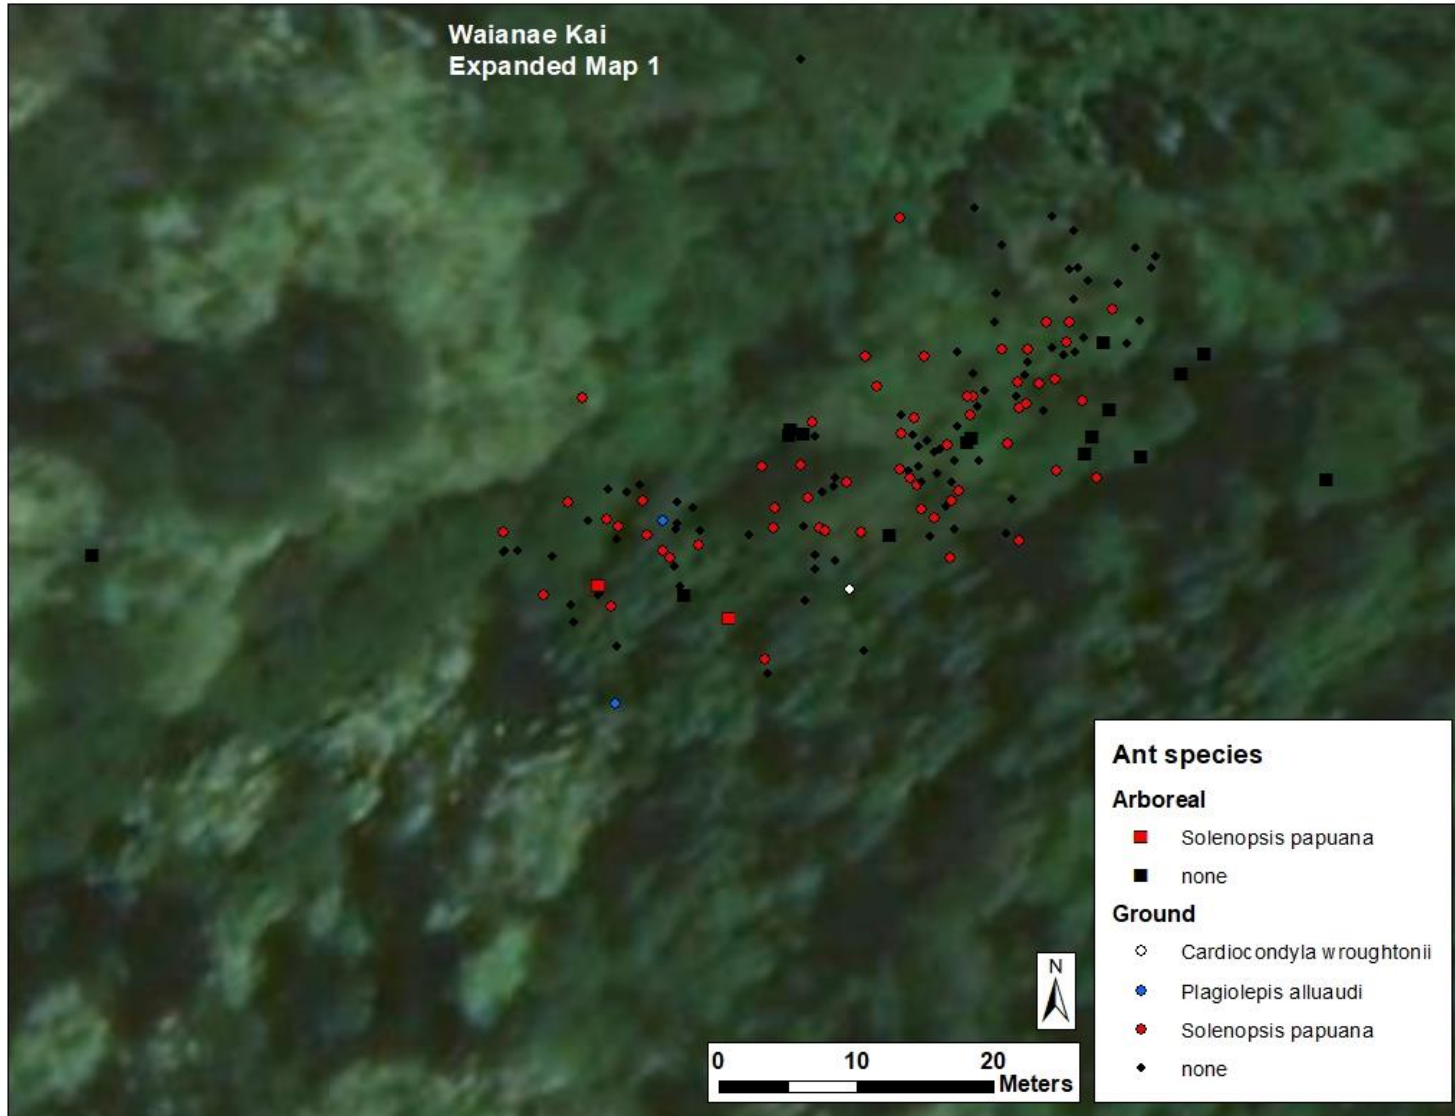 Waianae Kai
Expanded Map 1
Ant species
Arboreal
Solenopsis papuana
none
Ground
Cardiocondyla wroughtonii
Plagiolepis alluaudi
Solenopsis papuana
none
N
0 10 20
Meters